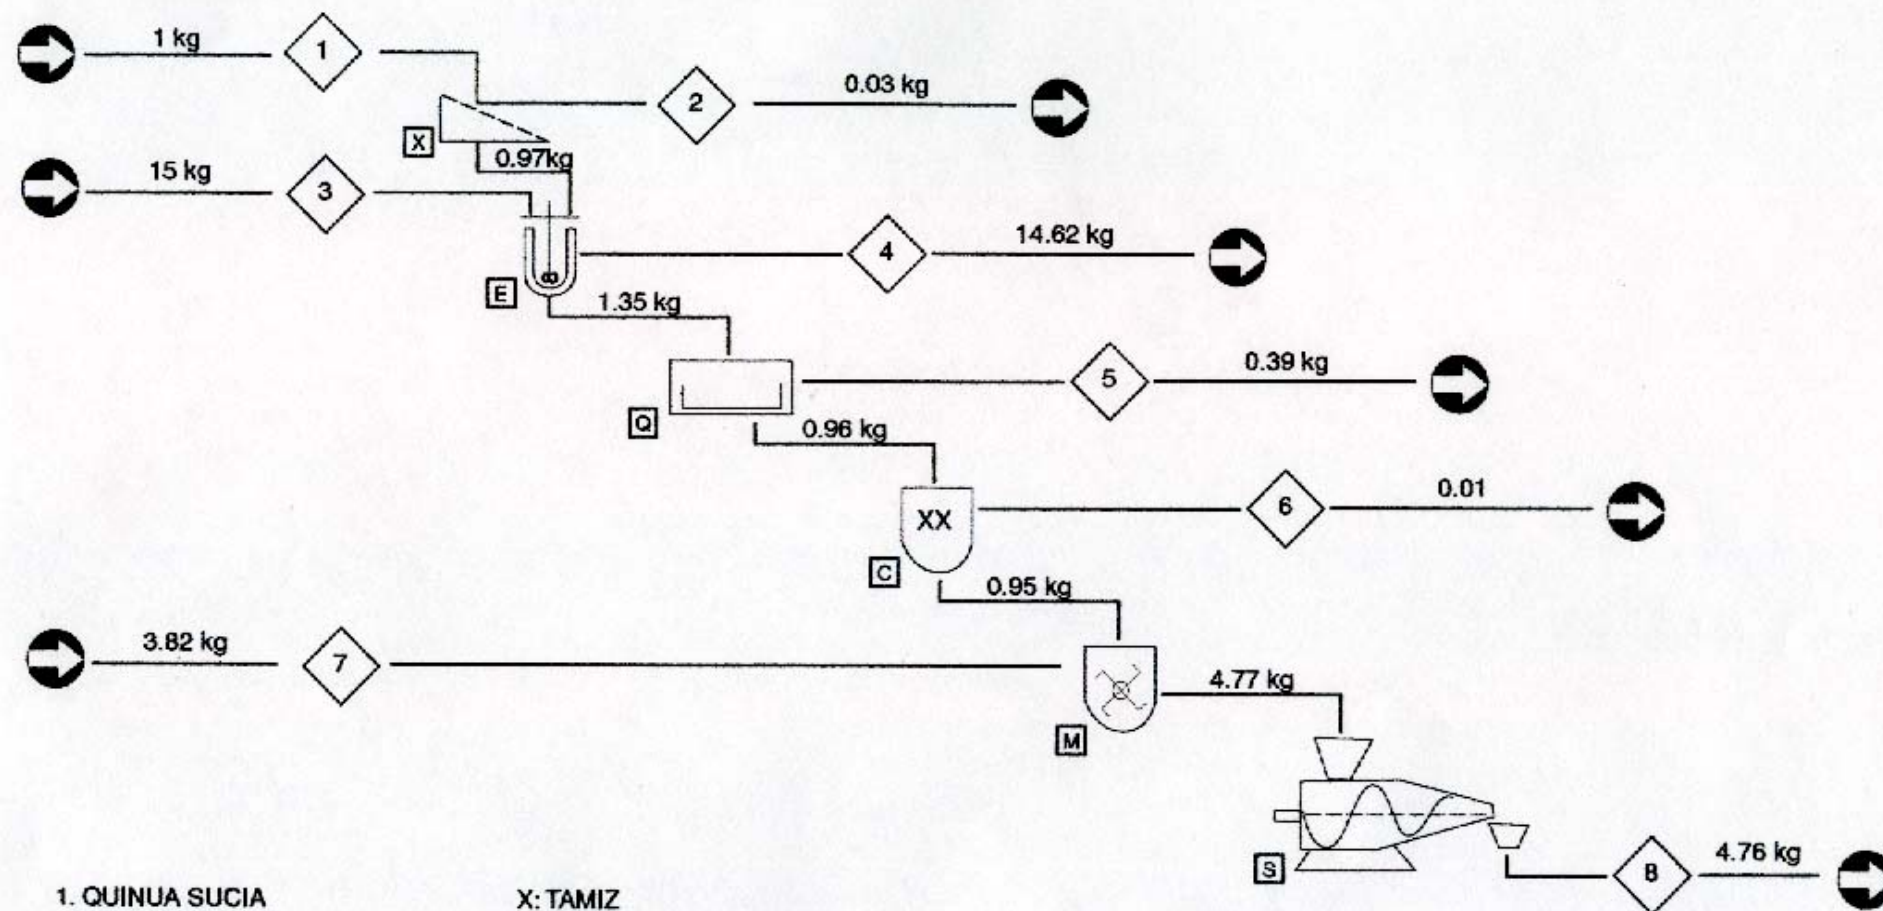 1 kg
1
2
0.03 kg
X
0.97kg
15 kg
3
4
14.62 kg
E
1.35 kg
5
0.39 kg
Q
0.96 kg
XX
6
0.01
C
0.95 kg
3.82 kg
7
4.77 kg
M
S
8
4.76 kg
1. QUINUA SUCIA
X: TAMIZ